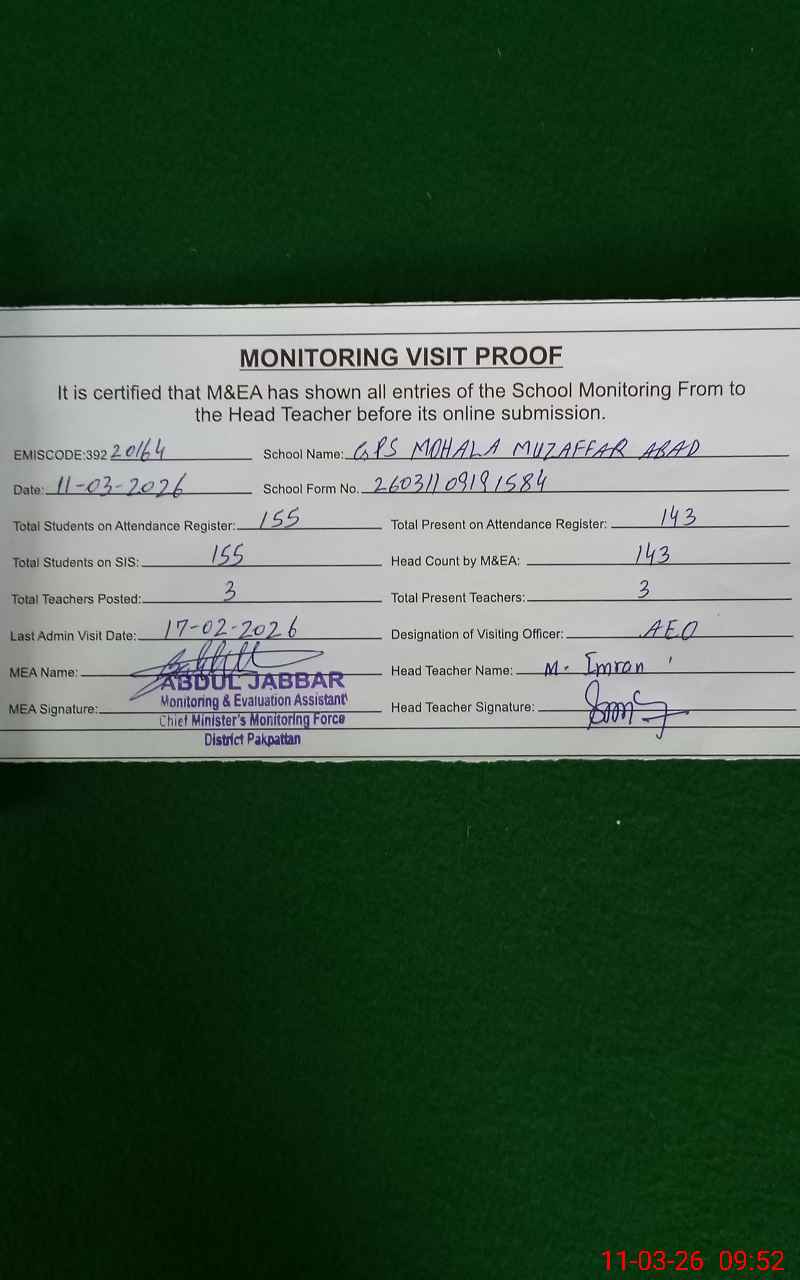 MONITORING VISIT PROOF
It is certified that M&EA has shown all entries of the School Monitoring From to
the Head Teacher before its online submission.
EMISCODE:392 20164 School Name: GPS MOHALA MUZAFFAR ABAD
Date: 11-03-2026 School Form No. 26031109191584
Total Students on Attendance Register: 155 Total Present on Attendance Register: 143
Total Students on SIS: 155 Head Count by M&EA: 143
Total Teachers Posted: 3 Total Present Teachers: 3
Last Admin Visit Date: 17-02-2026 Designation of Visiting Officer: AEO
MEA Name: ABDUL JABBAR Head Teacher Name: M. Imran
Monitoring & Evaluation Assistant
MEA Signature: Chief Minister's Monitoring Force Head Teacher Signature:
District Pakpattan
11-03-26 09:52